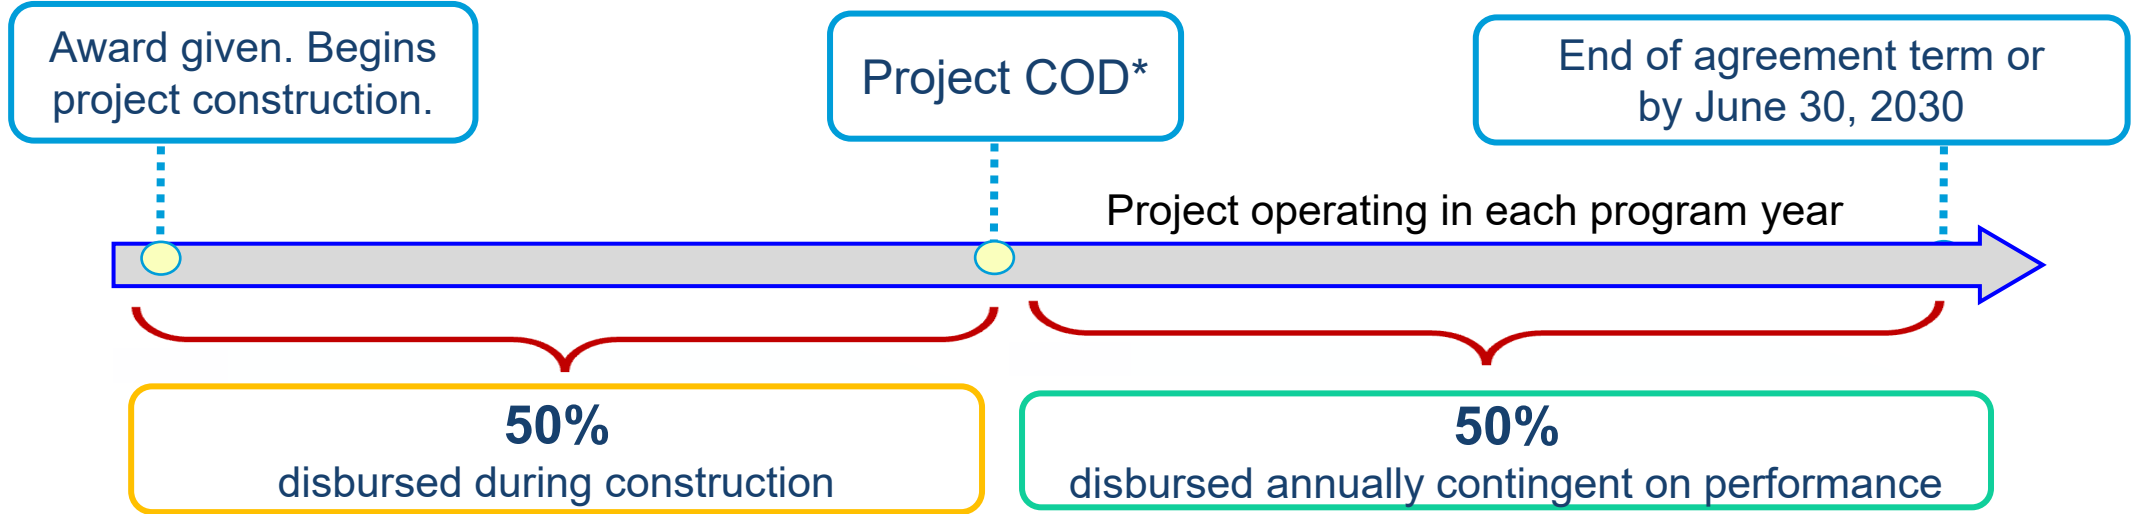 Award given. Begins
project construction.
Project COD*
End of agreement term or
by June 30, 2030
Project operating in each program year
50%
disbursed during construction
50%
disbursed annually contingent on performance